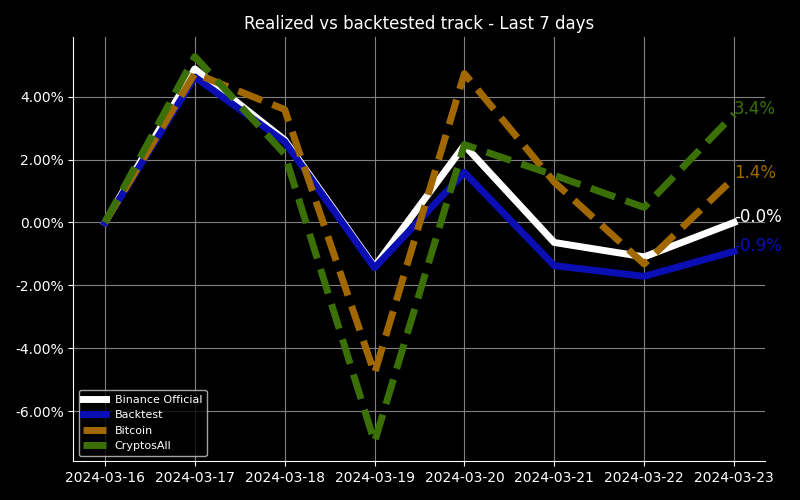 Realized vs backtested track - Last 7 days
4.00%
2.00%
0.00%
-2.00%
-4.00%
-6.00%
3.4%
1.4%
-0.0%
-0.9%
Binance Official
Backtest
Bitcoin
CryptosAll
2024-03-16 2024-03-17 2024-03-18 2024-03-19 2024-03-20 2024-03-21 2024-03-22 2024-03-23